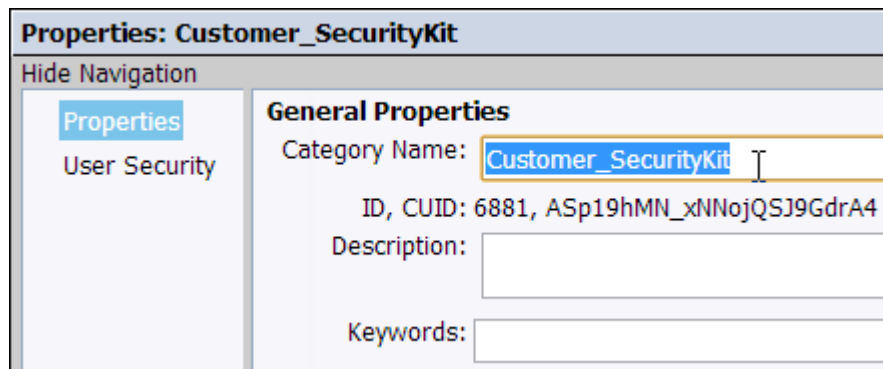 Properties: Customer_SecurityKit
Hide Navigation
Properties
User Security
General Properties
Category Name: Customer_SecurityKit
ID, CUID: 6881, ASp19hMN_xNNojQSJ9GdrA4
Description:
Keywords: